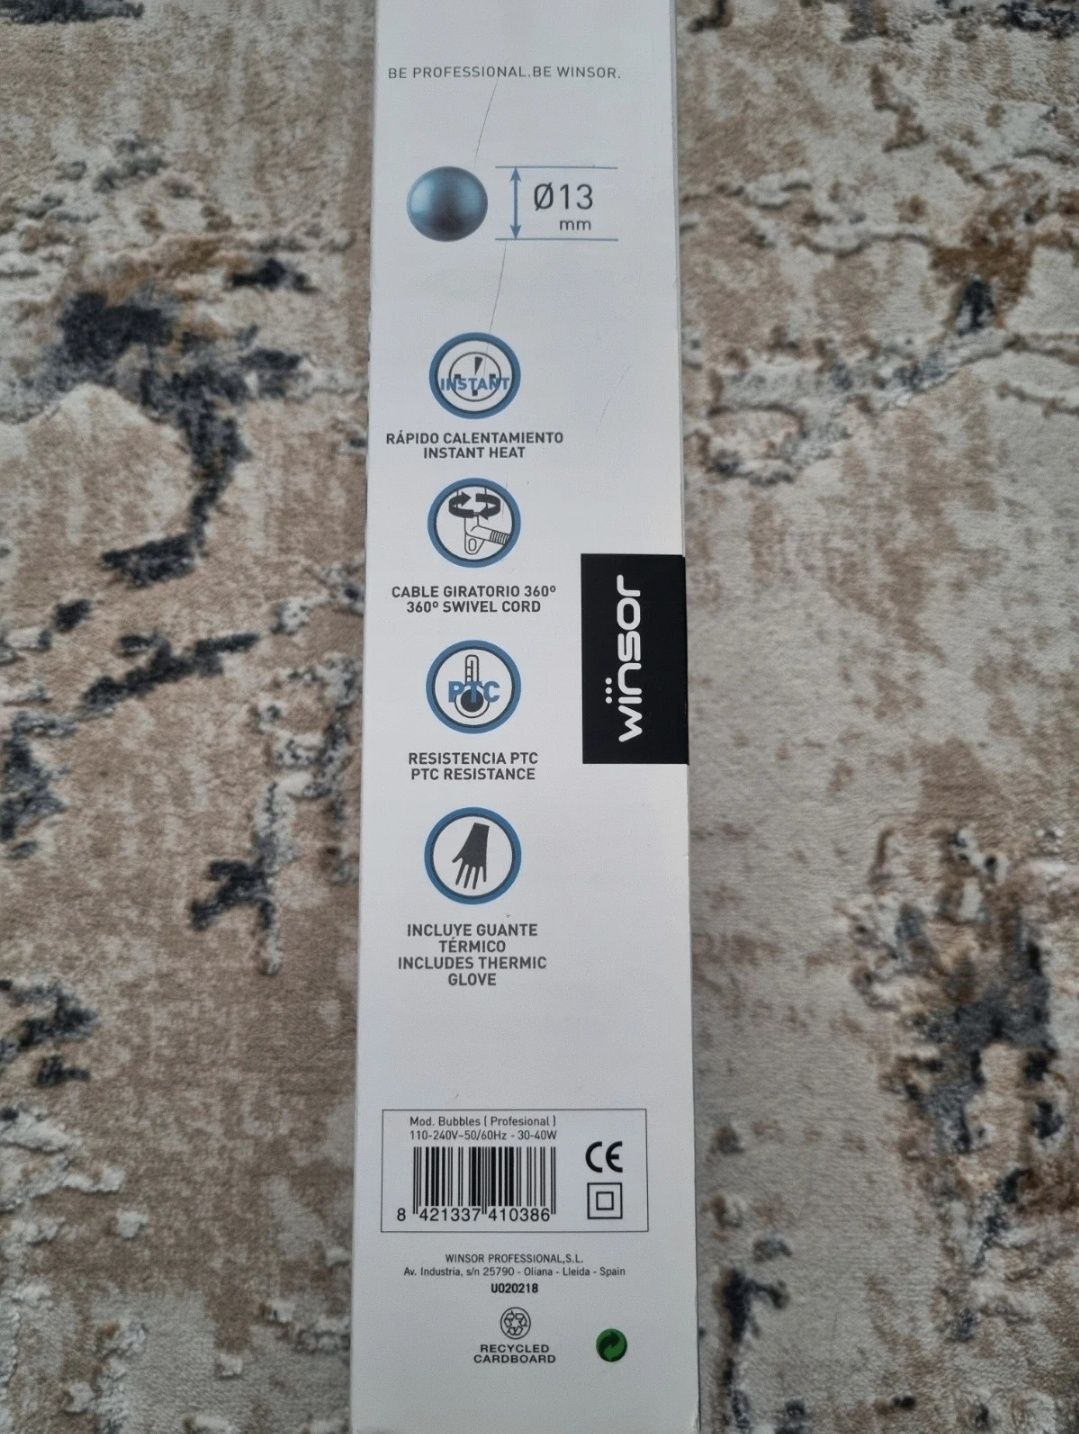 BE PROFESSIONAL.BE WINSOR.
Ø13
mm
INSTANT
RÁPIDO CALENTAMIENTO
INSTANT HEAT
CABLE GIRATORIO 360º
360º SWIVEL CORD
winsor
PTC
RESISTENCIA PTC
PTC RESISTANCE
INCLUYE GUANTE
TÉRMICO
INCLUDES THERMIC
GLOVE
Mod. Bubbles ( Profesional )
110-240V~50/60Hz - 30-40W
CE
8 421337 410386
WINSOR PROFESSIONAL,S.L.
Av. Industria, s/n 25790 - Oliana - Lleida - Spain
U020218
RECYCLED
CARDBOARD